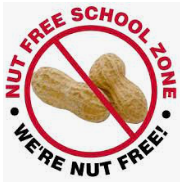 NUT FREE SCHOOL ZONE
• WE'RE NUT FREE! •